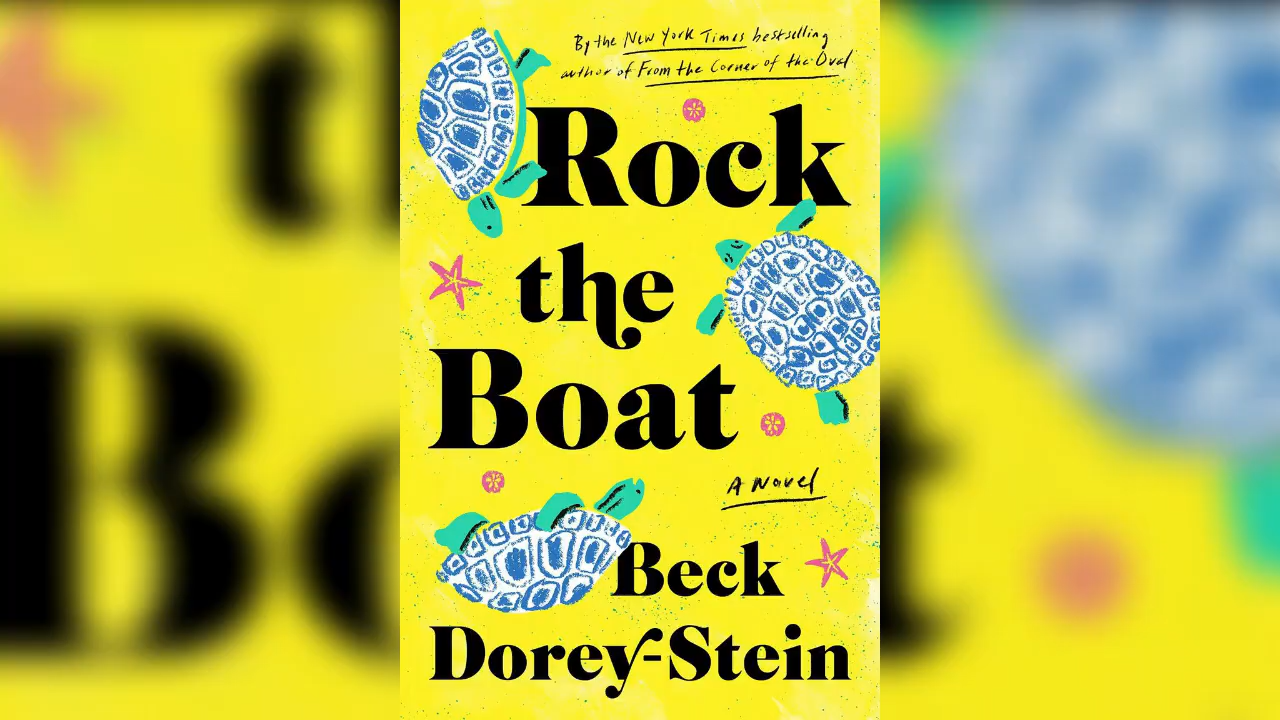 By the New York Times bestselling
author of From the Corner of the Oval
Rock
the
Boat
A Novel
Beck
Dorey-Stein